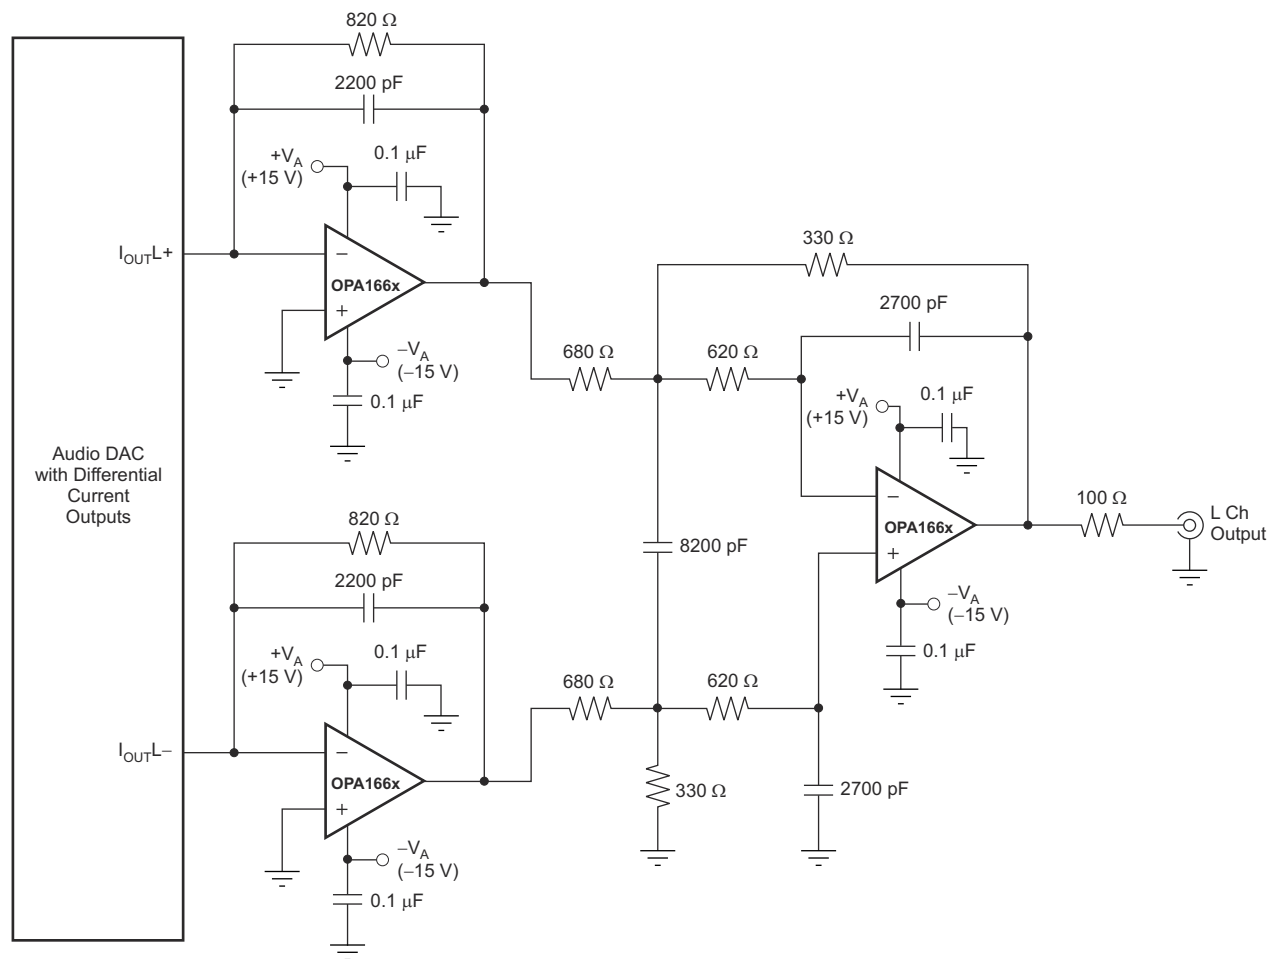 820 Ω
2200 pF
+VA
(+15 V)
0.1 μF
IOUTL+
−
OPA166x
+
−VA
(−15 V)
0.1 μF
330 Ω
2700 pF
680 Ω
620 Ω
+VA
(+15 V)
0.1 μF
Audio DAC
with Differential
Current
Outputs
820 Ω
2200 pF
8200 pF
−
OPA166x
+
100 Ω
L Ch
Output
−VA
(−15 V)
0.1 μF
+VA
(+15 V)
0.1 μF
680 Ω
620 Ω
IOUTL−
−
OPA166x
+
330 Ω
2700 pF
−VA
(−15 V)
0.1 μF